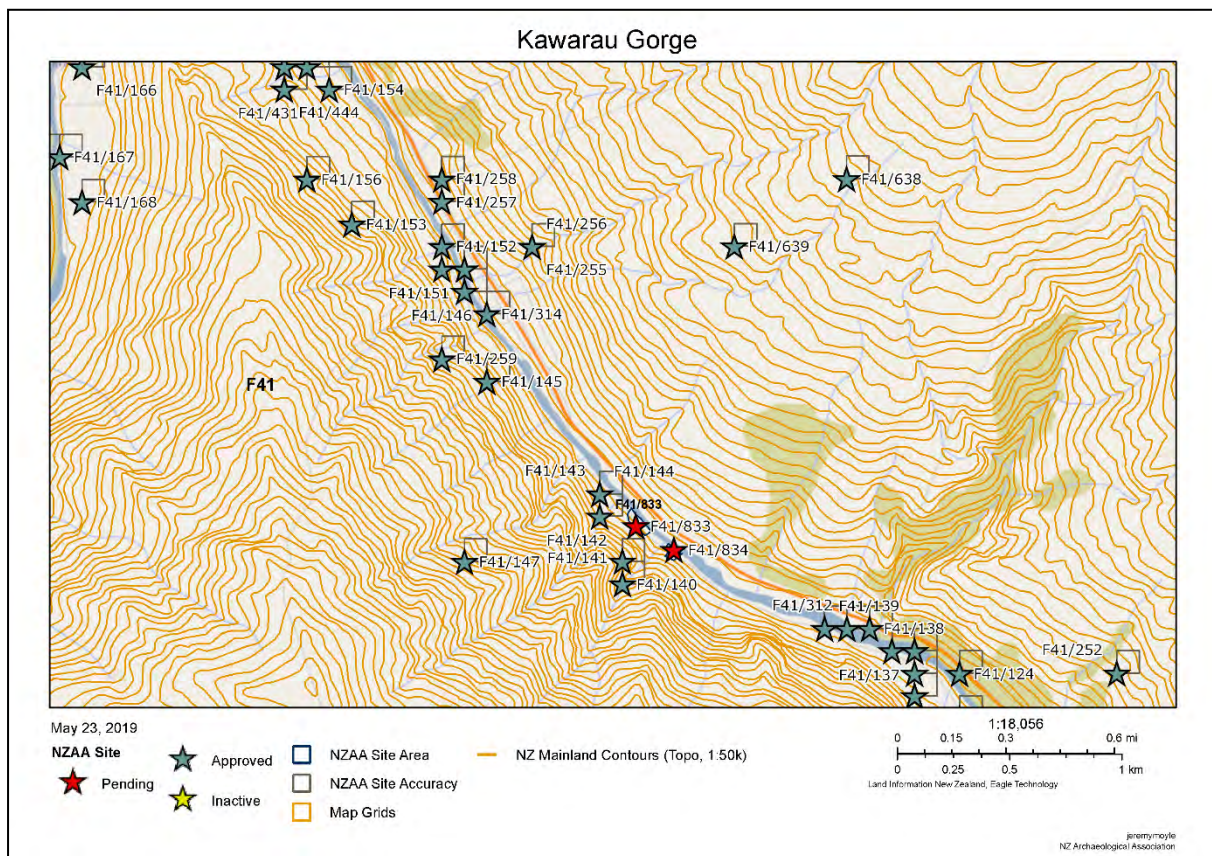 Kawarau Gorge
F41/166
F41/154
F41/431 F41/444
F41/167
F41/156
F41/258
F41/638
F41/168
F41/257
F41/153
F41/256
F41/152
F41/639
F41/255
F41/151
F41/146
F41/314
F41/259
F41
F41/145
F41/143
F41/144
F41/833
F41/833
F41/142
F41/834
F41/141
F41/147
F41/140
F41/312 F41/139
F41/138
F41/252
F41/137
F41/124
May 23, 2019
NZAA Site
Pending
Approved
Inactive
NZAA Site Area
NZAA Site Accuracy
Map Grids
NZ Mainland Contours (Topo, 1:50k)
1:18,056
0 0.15 0.3 0.6 mi
0 0.25 0.5 1 km
Land Information New Zealand, Eagle Technology
jeremymoyle
NZ Archaeological Association